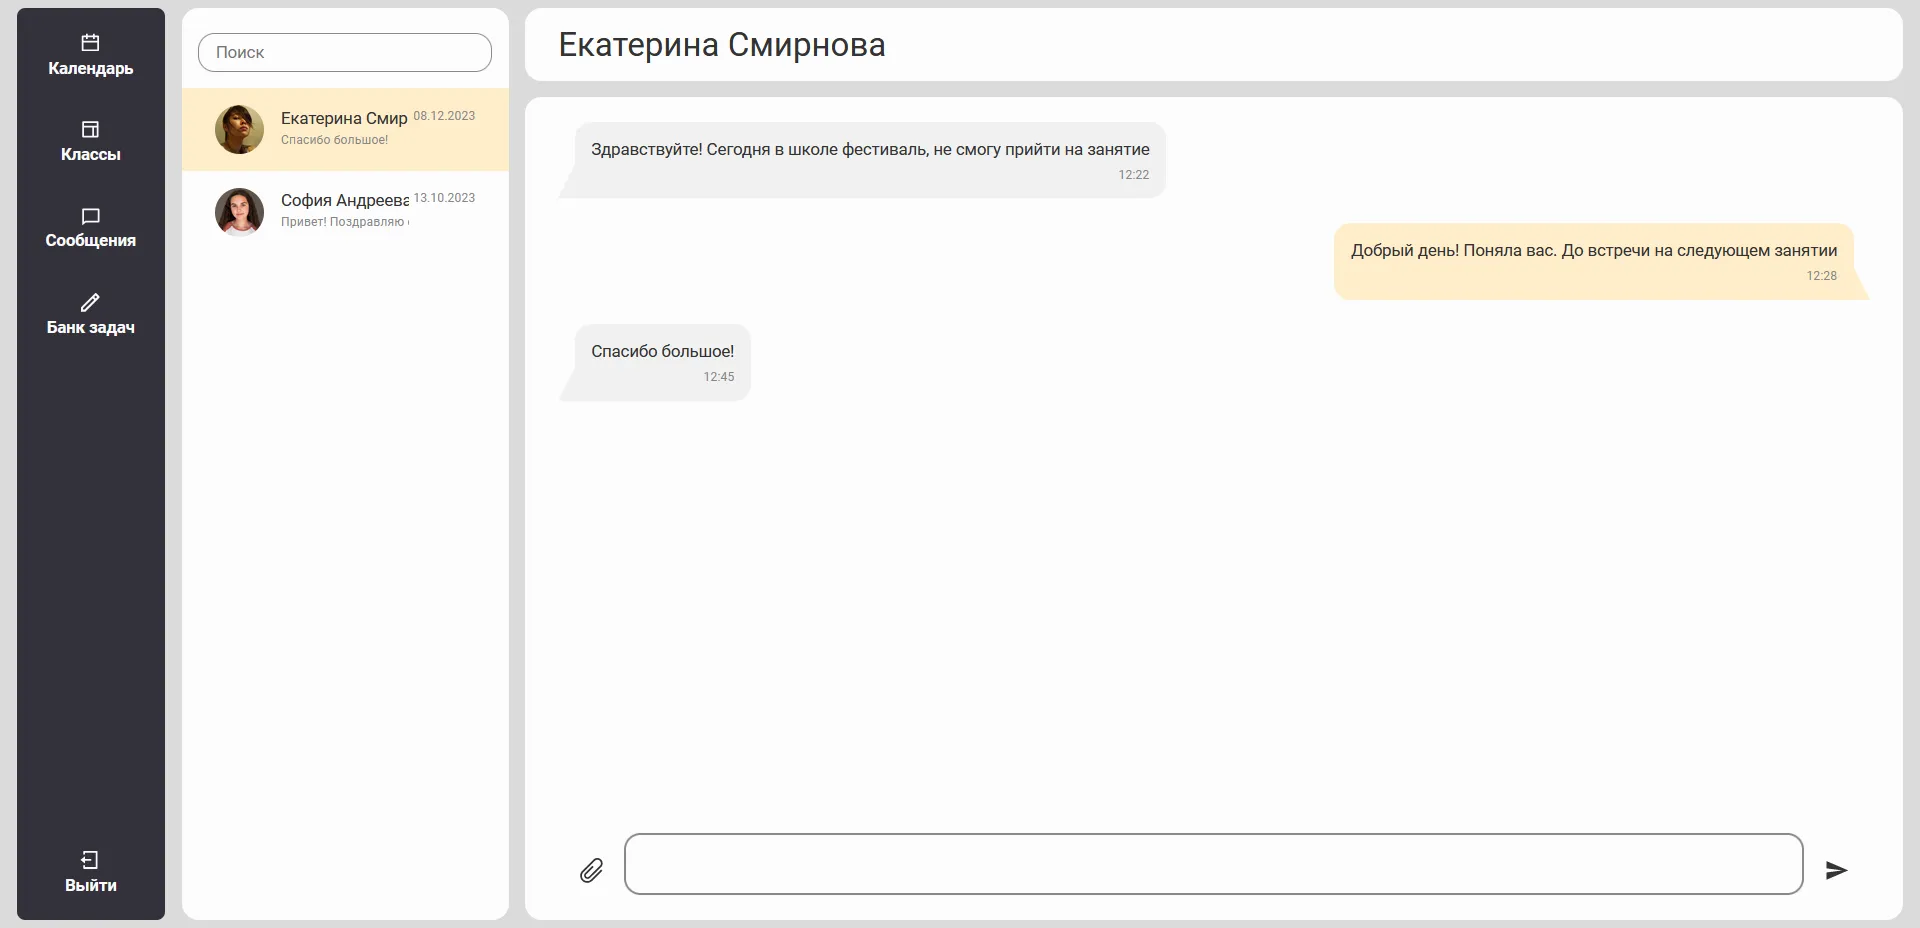 Календарь
Классы
Сообщения
Банк задач
Выйти
Поиск
Екатерина Смир 08.12.2023
Спасибо большое!
София Андреева 13.10.2023
Привет! Поздравляю
Екатерина Смирнова
Здравствуйте! Сегодня в школе фестиваль, не смогу прийти на занятие
12:22
Добрый день! Поняла вас. До встречи на следующем занятии
12:28
Спасибо большое!
12:45